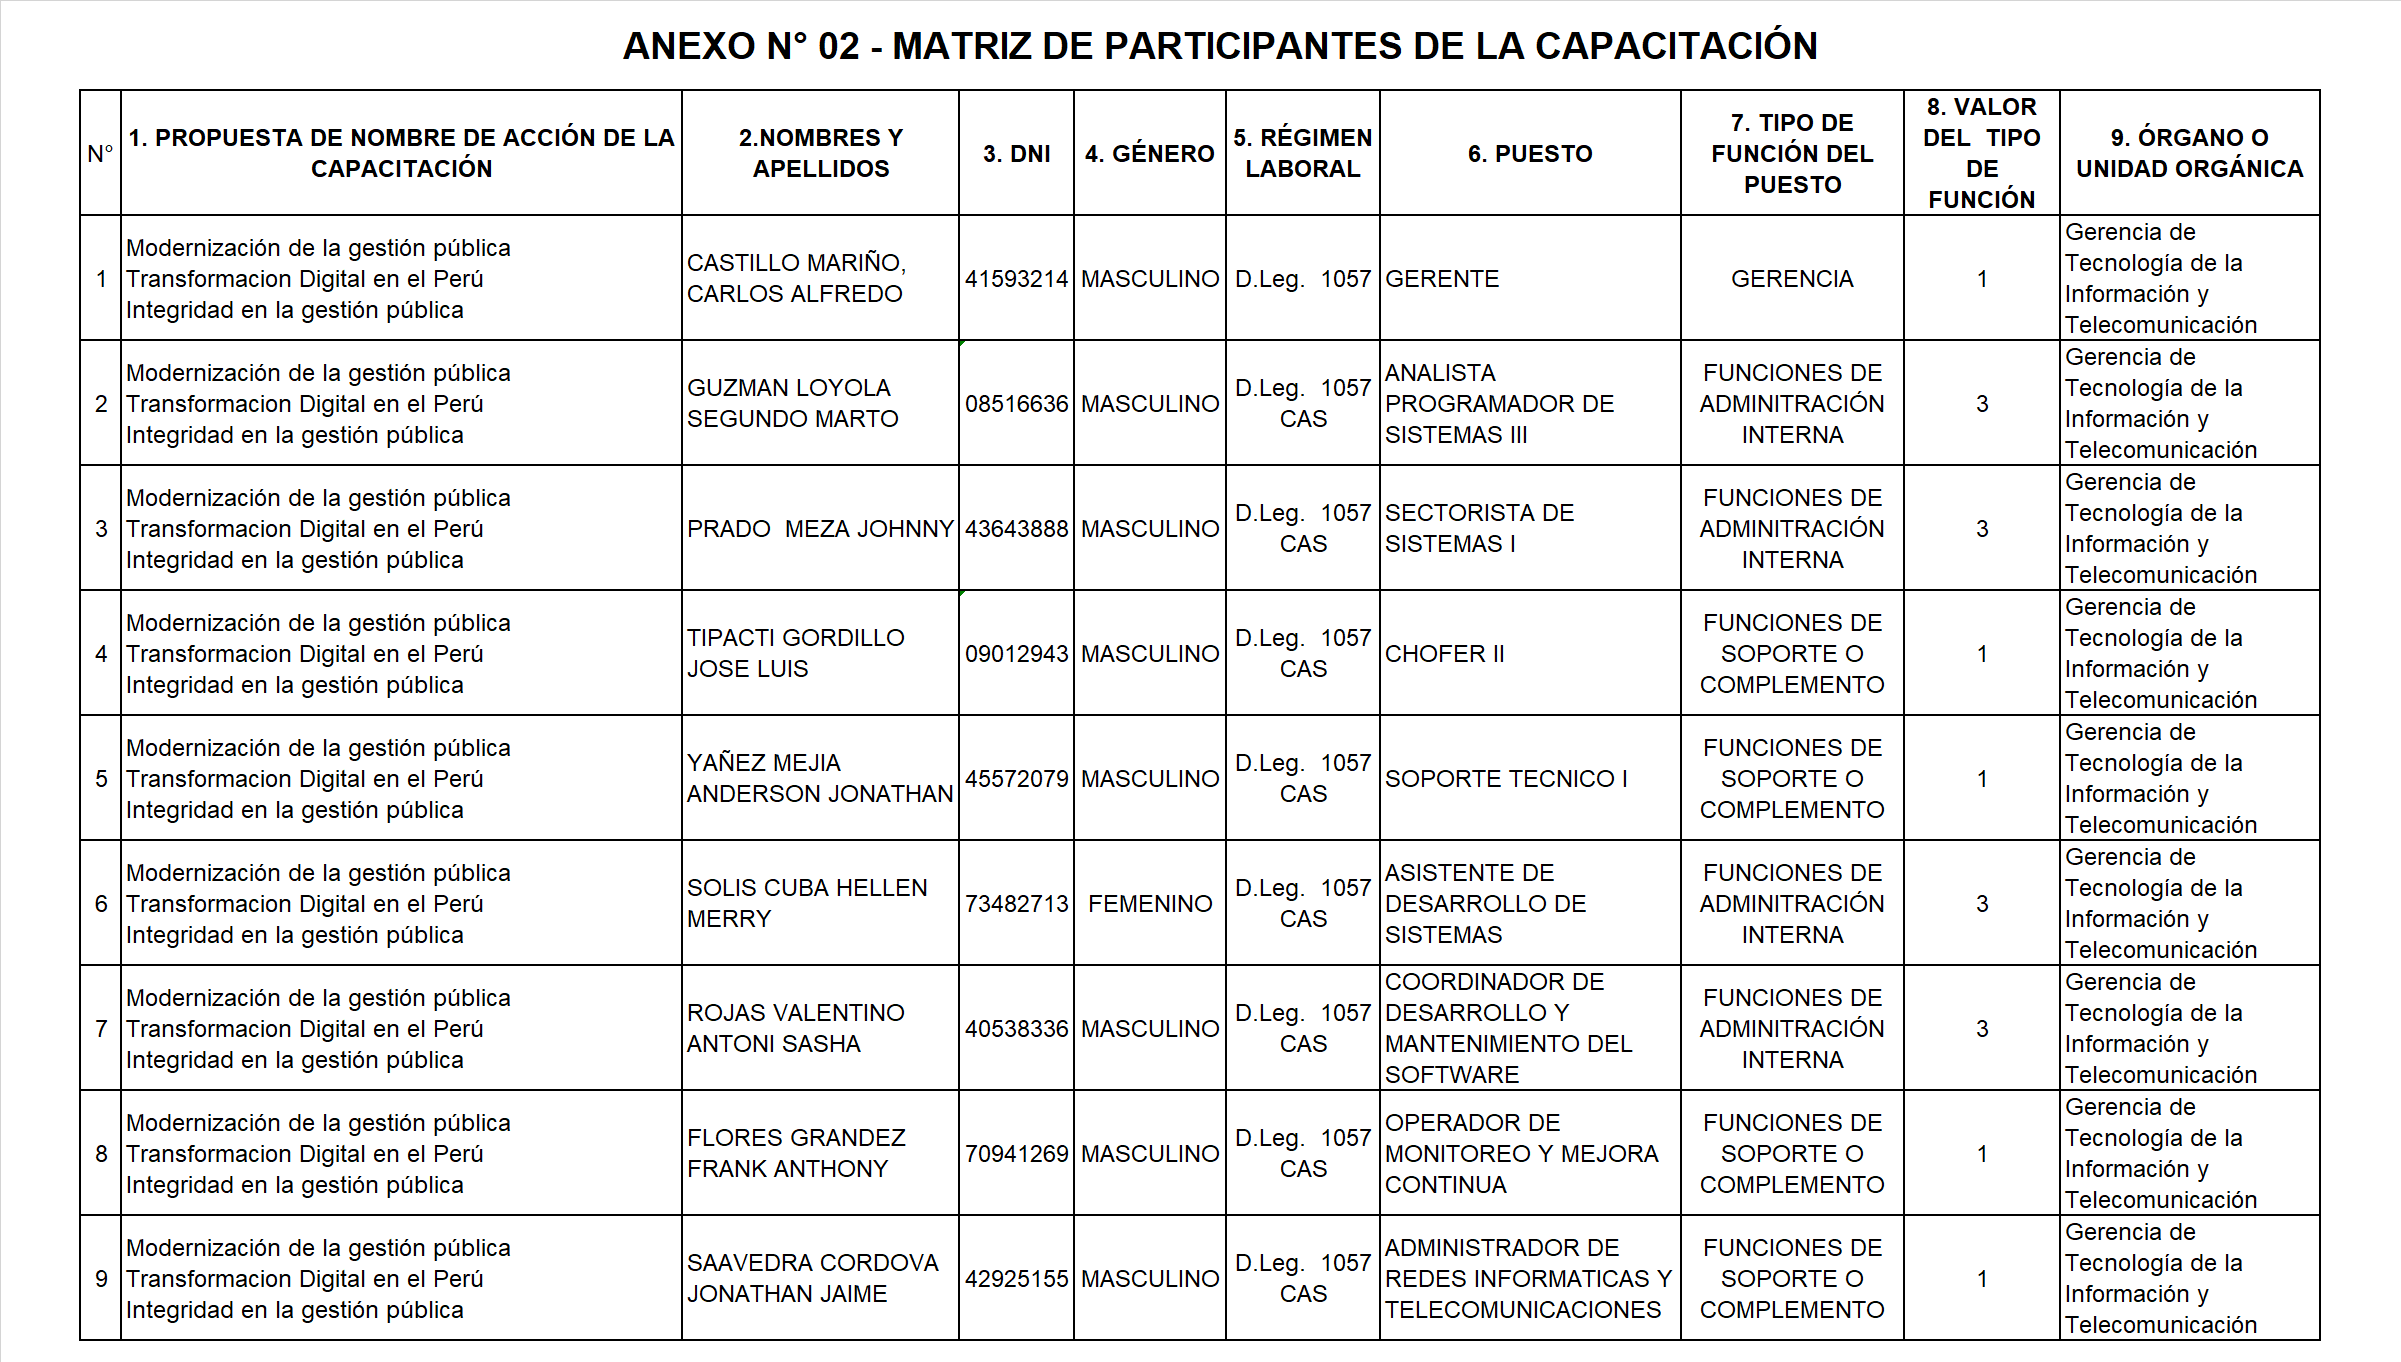 ANEXO N° 02 - MATRIZ DE PARTICIPANTES DE LA CAPACITACIÓN
N°
1. PROPUESTA DE NOMBRE DE ACCIÓN DE LA
CAPACITACIÓN
2.NOMBRES Y
APELLIDOS
3. DNI
4. GÉNERO
5. RÉGIMEN
LABORAL
6. PUESTO
7. TIPO DE
FUNCIÓN DEL
PUESTO
8. VALOR
DEL  TIPO
DE
FUNCIÓN
9. ÓRGANO O
UNIDAD ORGÁNICA
1
Modernización de la gestión pública
Transformacion Digital en el Perú
Integridad en la gestión pública
CASTILLO MARIÑO,
CARLOS ALFREDO
41593214
MASCULINO
D.Leg.  1057
GERENTE
GERENCIA
1
Gerencia de
Tecnología de la
Información y
Telecomunicación
2
Modernización de la gestión pública
Transformacion Digital en el Perú
Integridad en la gestión pública
GUZMAN LOYOLA
SEGUNDO MARTO
08516636
MASCULINO
D.Leg.  1057
CAS
ANALISTA
PROGRAMADOR DE
SISTEMAS III
FUNCIONES DE
ADMINITRACIÓN
INTERNA
3
Gerencia de
Tecnología de la
Información y
Telecomunicación
3
Modernización de la gestión pública
Transformacion Digital en el Perú
Integridad en la gestión pública
PRADO  MEZA JOHNNY
43643888
MASCULINO
D.Leg.  1057
CAS
SECTORISTA DE
SISTEMAS I
FUNCIONES DE
ADMINITRACIÓN
INTERNA
3
Gerencia de
Tecnología de la
Información y
Telecomunicación
4
Modernización de la gestión pública
Transformacion Digital en el Perú
Integridad en la gestión pública
TIPACTI GORDILLO
JOSE LUIS
09012943
MASCULINO
D.Leg.  1057
CAS
CHOFER II
FUNCIONES DE
SOPORTE O
COMPLEMENTO
1
Gerencia de
Tecnología de la
Información y
Telecomunicación
5
Modernización de la gestión pública
Transformacion Digital en el Perú
Integridad en la gestión pública
YAÑEZ MEJIA
ANDERSON JONATHAN
45572079
MASCULINO
D.Leg.  1057
CAS
SOPORTE TECNICO I
FUNCIONES DE
SOPORTE O
COMPLEMENTO
1
Gerencia de
Tecnología de la
Información y
Telecomunicación
6
Modernización de la gestión pública
Transformacion Digital en el Perú
Integridad en la gestión pública
SOLIS CUBA HELLEN
MERRY
73482713
FEMENINO
D.Leg.  1057
CAS
ASISTENTE DE
DESARROLLO DE
SISTEMAS
FUNCIONES DE
ADMINITRACIÓN
INTERNA
3
Gerencia de
Tecnología de la
Información y
Telecomunicación
7
Modernización de la gestión pública
Transformacion Digital en el Perú
Integridad en la gestión pública
ROJAS VALENTINO
ANTONI SASHA
40538336
MASCULINO
D.Leg.  1057
CAS
COORDINADOR DE
DESARROLLO Y
MANTENIMIENTO DEL
SOFTWARE
FUNCIONES DE
ADMINITRACIÓN
INTERNA
3
Gerencia de
Tecnología de la
Información y
Telecomunicación
8
Modernización de la gestión pública
Transformacion Digital en el Perú
Integridad en la gestión pública
FLORES GRANDEZ
FRANK ANTHONY
70941269
MASCULINO
D.Leg.  1057
CAS
OPERADOR DE
MONITOREO Y MEJORA
CONTINUA
FUNCIONES DE
SOPORTE O
COMPLEMENTO
1
Gerencia de
Tecnología de la
Información y
Telecomunicación
9
Modernización de la gestión pública
Transformacion Digital en el Perú
Integridad en la gestión pública
SAAVEDRA CORDOVA
JONATHAN JAIME
42925155
MASCULINO
D.Leg.  1057
CAS
ADMINISTRADOR DE
REDES INFORMATICAS Y
TELECOMUNICACIONES
FUNCIONES DE
SOPORTE O
COMPLEMENTO
1
Gerencia de
Tecnología de la
Información y
Telecomunicación